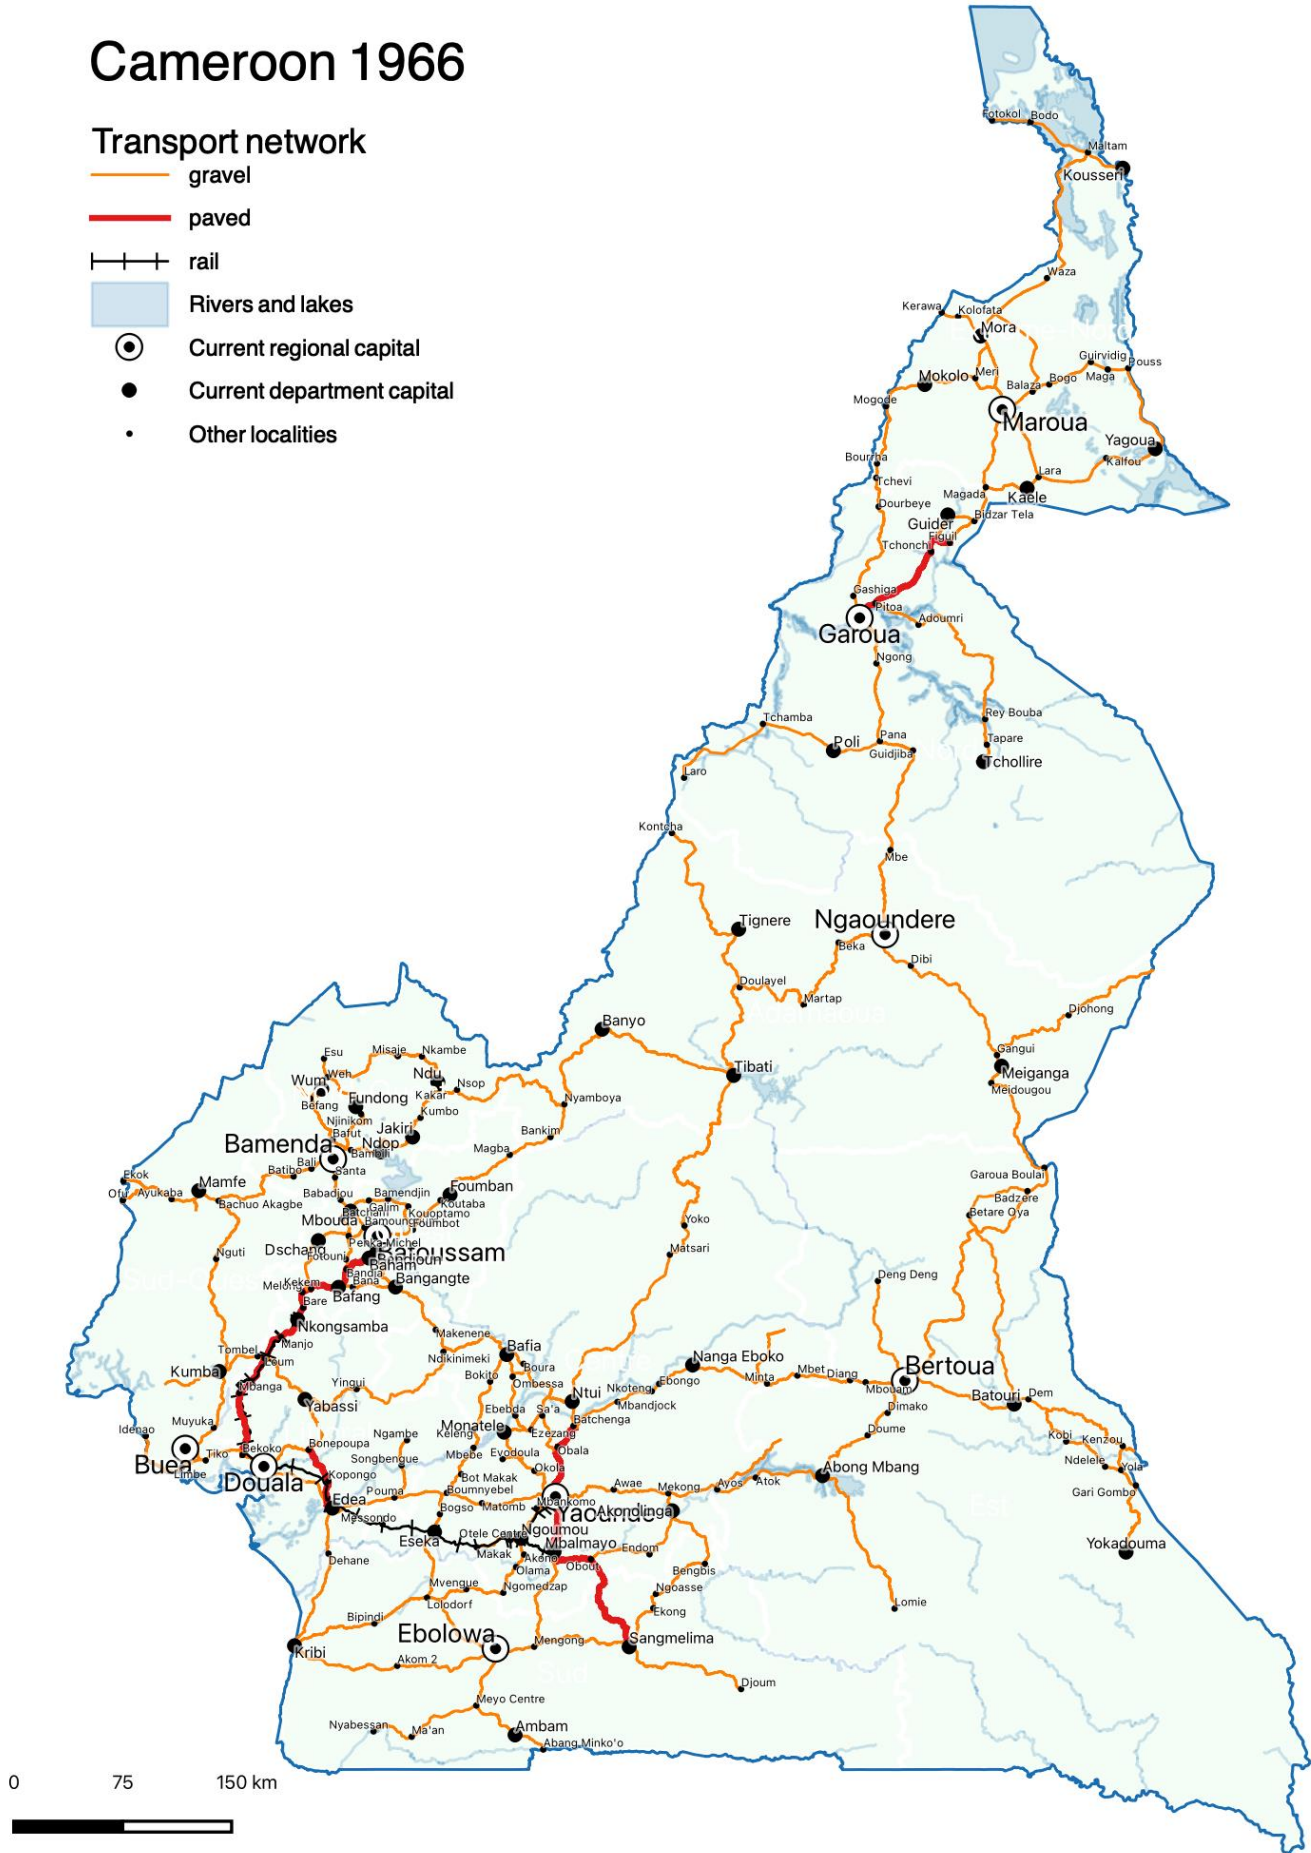 Cameroon 1966
Transport network
gravel
paved
rail
Rivers and lakes
Current regional capital
Current department capital
Other localities
Fotokol
Bodo
Maltam
Kousseri
Waza
Kerawa
Kolofata
Mora
Guirvidig
Pouss
Mokolo
Meri
Balaza
Bogo
Maga
Mogode
Maroua
Yagoua
Bourrha
Kalfou
Tchevi
Lara
Magada
Kaele
Dourbeye
Guider
Bidzar Tela
Figuil
Tchonchi
Gashiga
Pitoa
Adoumri
Garoua
Ngong
Rey Bouba
Tchamba
Poli
Pana
Guidjiba
Tapare
Tchollire
Laro
Kontcha
Mbe
Tignere
Ngaoundere
Beka
Dibi
Doulayel
Martap
Adamaoua
Djohong
Banyo
Gangui
Esu
Misaje
Nkambe
Tibati
Meiganga
Wum
Weh
Ndu
Nsop
Meidougou
Befang
Fundong
Kakar
Kumbo
Nyamboya
Njinikom
Bafut
Jakiri
Bankim
Bamenda
Ndop
Bambili
Magba
Bali
Batibo
Santa
Ekok
Mamfe
Garoua Boulai
Ofu
Ayukaba
Bachuo Akagbe
Babadjou
Bamendjin
Foumban
Badzere
Galim
Koutaba
Batcham
Kouoptamo
Betare Oya
Mbouda
Bamoungoum
Foumbot
Yoko
Dschang
Penka-Michel
Nguti
Fotouni
Bafoussam
Bandjoun
Matsari
Baham
Sud-Ouest
Bandja
Deng Deng
Melong
Kekem
Bana
Bangangte
Bafang
Bare
Nkongsamba
Makenene
Manjo
Tombel
Loum
Ndikinimeki
Bafia
Nanga Eboko
Bertoua
Kumba
Boura
Mbanga
Yingui
Bokito
Ombessa
Nkoteng
Ebongo
Minta
Mbet
Diang
Mbouam
Batouri
Dem
Yabassi
Ntui
Mbandjock
Dimako
Muyuka
Ebebda
Sa'a
Batchenga
Idenao
Monatele
Ezezang
Doume
Kobi
Kenzou
Buea
Tiko
Bekoko
Bonepoupa
Ngambe
Keleng
Obala
Limbe
Douala
Songbengue
Mbebe
Evodoula
Okola
Ndelele
Yola
Kopongo
Bot Makak
Awae
Mekong
Ayos
Atok
Abong Mbang
Gari Gombo
Edea
Pouma
Boumnyebel
Mbankomo
Yaounde
Akonolinga
Est
Messondo
Bogso
Matomb
Eseka
Otele Centre
Ngoumou
Mbalmayo
Endom
Yokadouma
Dehane
Makak
Akono
Obout
Bengbis
Olama
Mvengue
Ngomedzap
Ngoasse
Lolodorf
Ekong
Lomie
Bipindi
Ebolowa
Mengong
Sangmelima
Kribi
Akom 2
Sud
Djoum
Meyo Centre
Nyabessan
Ma'an
Ambam
Abang Minko'o
0
75
150 km